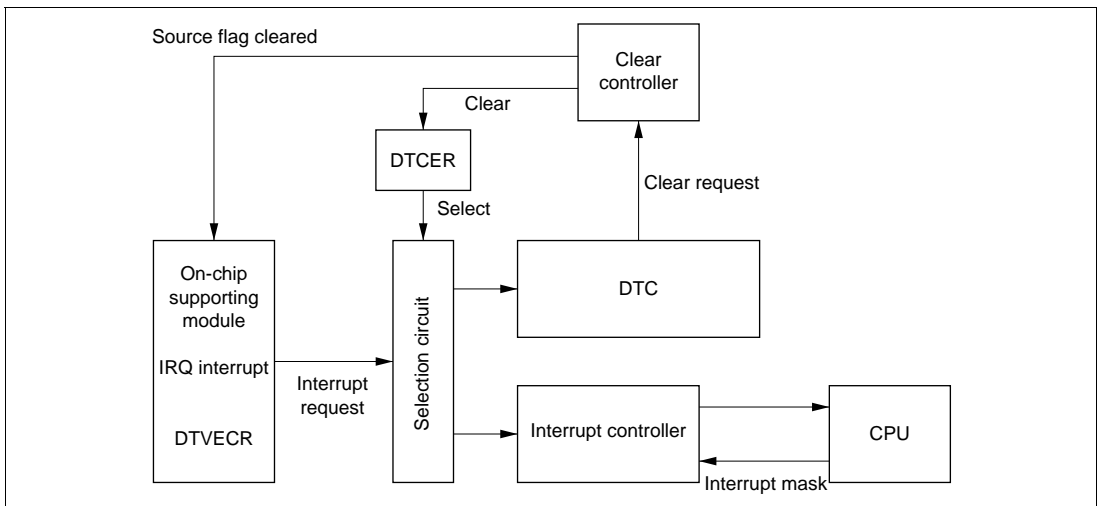 Source flag cleared
Clear
controller
Clear
DTCER
Clear request
Select
On-chip
supporting
module
DTC
Selection circuit
IRQ interrupt
Interrupt
request
DTVECR
Interrupt controller
CPU
Interrupt mask